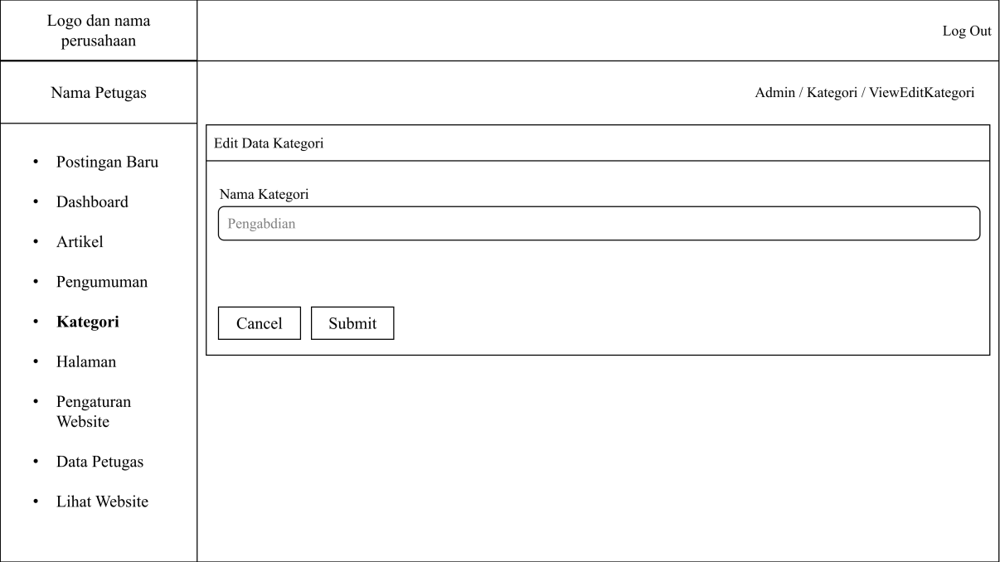 Logo dan nama
perusahaan
Log Out
Nama Petugas
Admin / Kategori / ViewEditKategori
• Postingan Baru
• Dashboard
• Artikel
• Pengumuman
• Kategori
• Halaman
• Pengaturan
Website
• Data Petugas
• Lihat Website
Edit Data Kategori
Nama Kategori
Pengabdian
Cancel
Submit